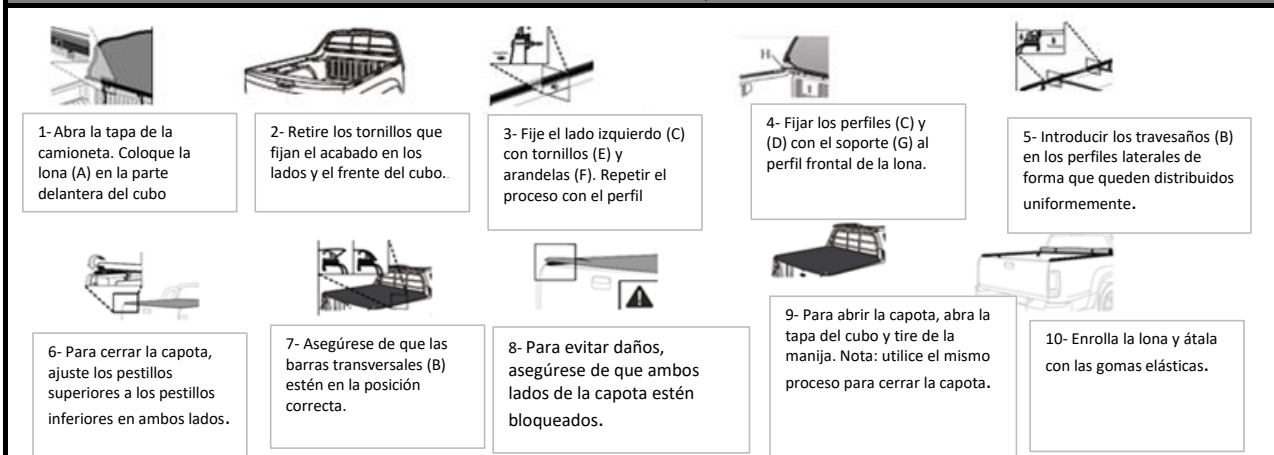 1- Abra la tapa de la
camioneta. Coloque la
lona (A) en la parte
delantera del cubo
2- Retire los tornillos que
fijan el acabado en los
lados y el frente del cubo..
3- Fije el lado izquierdo (C)
con tornillos (E) y
arandelas (F). Repetir el
proceso con el perfil
H
4- Fijar los perfiles (C) y
(D) con el soporte (G) al
perfil frontal de la lona.
5- Introducir los travesaños (B)
en los perfiles laterales de
forma que queden distribuidos
uniformemente.
6- Para cerrar la capota,
ajuste los pestillos
superiores a los pestillos
inferiores en ambos lados.
7- Asegúrese de que las
barras transversales (B)
estén en la posición
correcta.
8- Para evitar daños,
asegúrese de que ambos
lados de la capota estén
bloqueados.
9- Para abrir la capota, abra la
tapa del cubo y tire de la
manija. Nota: utilice el mismo
proceso para cerrar la capota.
10- Enrolla la lona y átala
con las gomas elásticas.